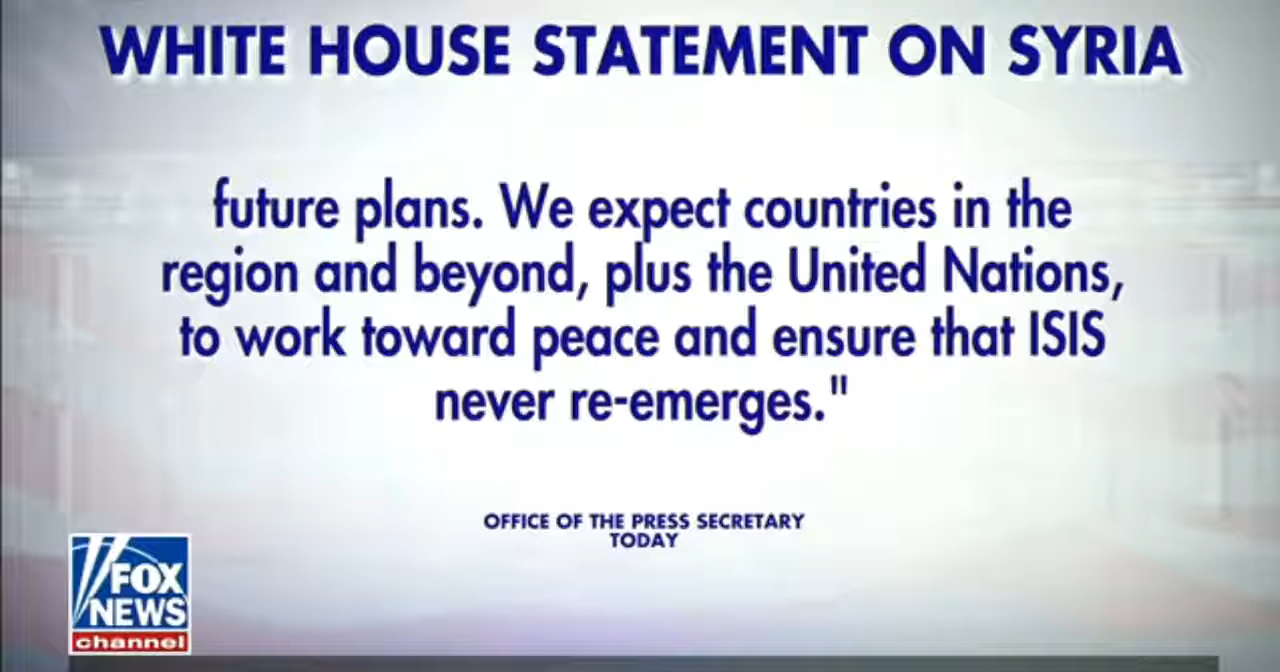 WHITE HOUSE STATEMENT ON SYRIA
future plans. We expect countries in the
region and beyond, plus the United Nations,
to work toward peace and ensure that ISIS
never re-emerges."
OFFICE OF THE PRESS SECRETARY
TODAY
FOX
NEWS
channel